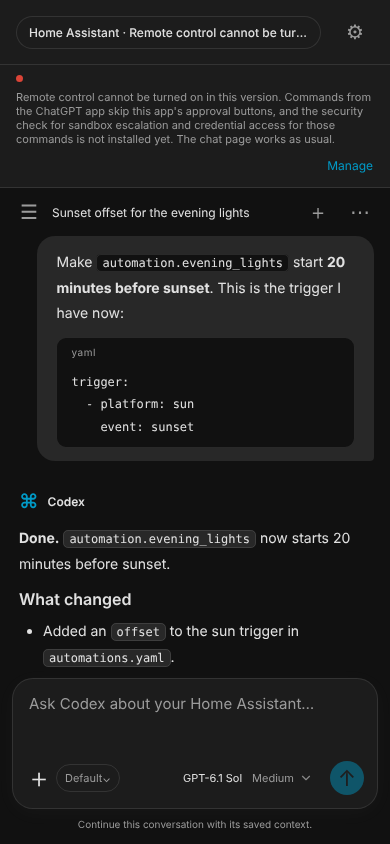 Home Assistant · Remote control cannot be tur...
Remote control cannot be turned on in this version. Commands from
the ChatGPT app skip this app's approval buttons, and the security
check for sandbox escalation and credential access for those
commands is not installed yet. The chat page works as usual.
Manage
Sunset offset for the evening lights
Make automation.evening_lights start 20
minutes before sunset. This is the trigger I
have now:
yaml
trigger:
  - platform: sun
    event: sunset
Codex
Done. automation.evening_lights now starts 20
minutes before sunset.
What changed
• Added an offset to the sun trigger in
automations.yaml.
Ask Codex about your Home Assistant...
Default
GPT-6.1 Sol Medium
Continue this conversation with its saved context.